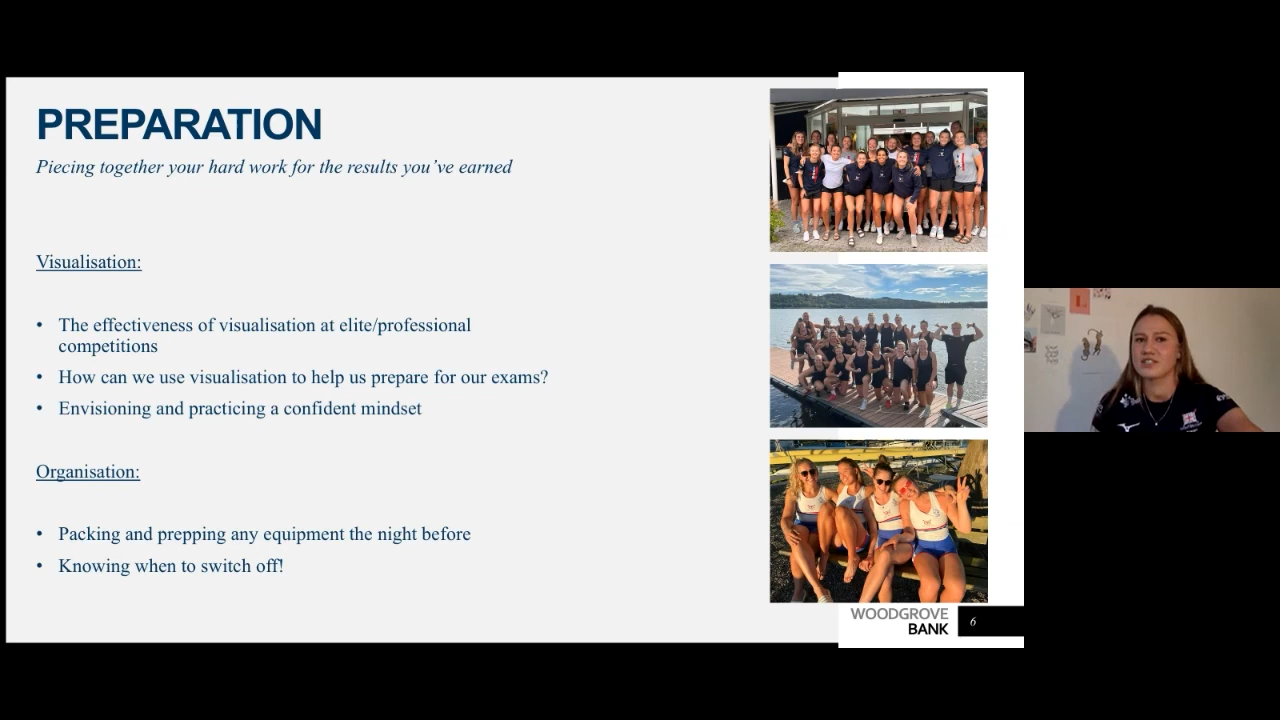 PREPARATION
Piecing together your hard work for the results you've earned
Visualisation:
• The effectiveness of visualisation at elite/professional
competitions
• How can we use visualisation to help us prepare for our exams?
• Envisioning and practicing a confident mindset
Organisation:
• Packing and prepping any equipment the night before
• Knowing when to switch off!
WOODGROVE
BANK
6